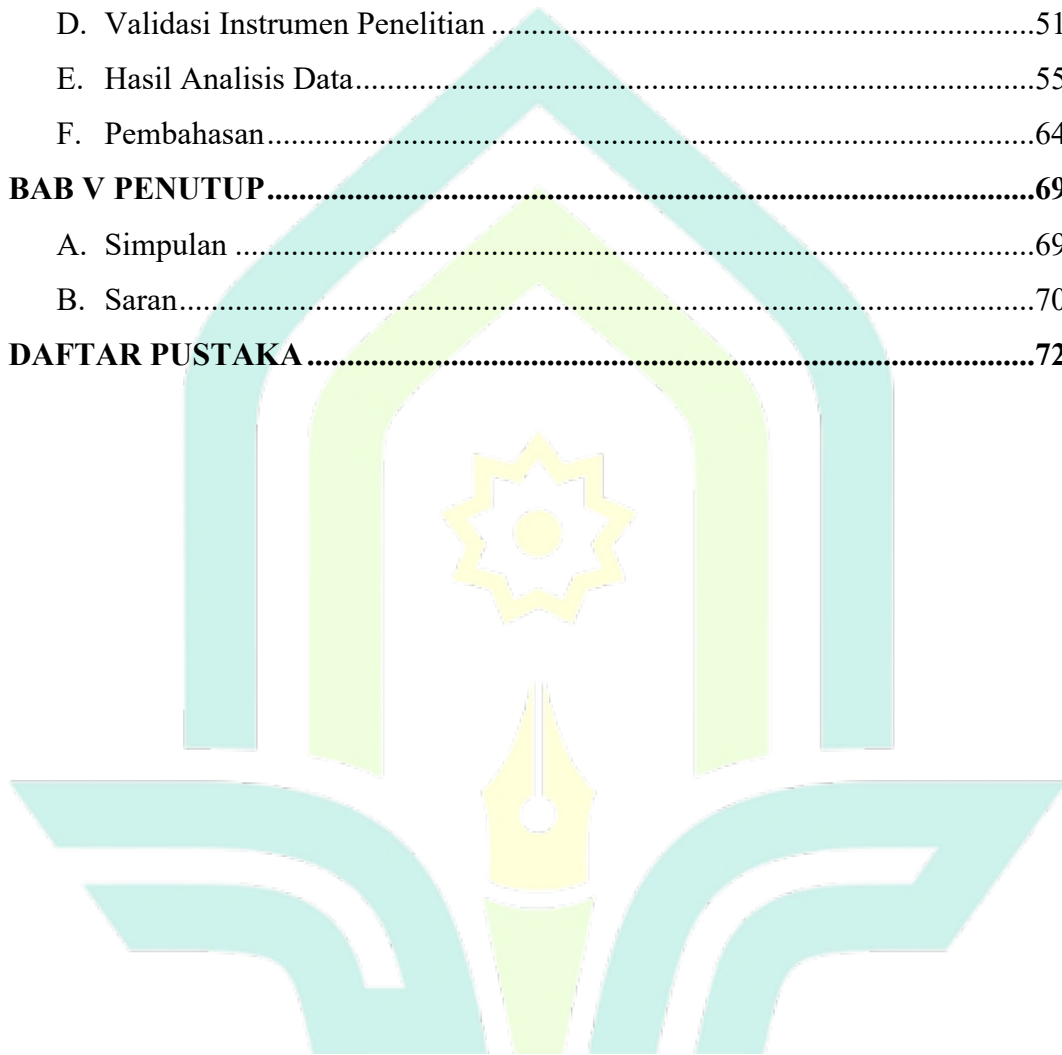 D. Validasi Instrumen Penelitian ........................................................................51
E. Hasil Analisis Data.........................................................................................55
F. Pembahasan....................................................................................................64
BAB V PENUTUP....................................................................................................69
A. Simpulan ........................................................................................................69
B. Saran...............................................................................................................70
DAFTAR PUSTAKA ...............................................................................................72